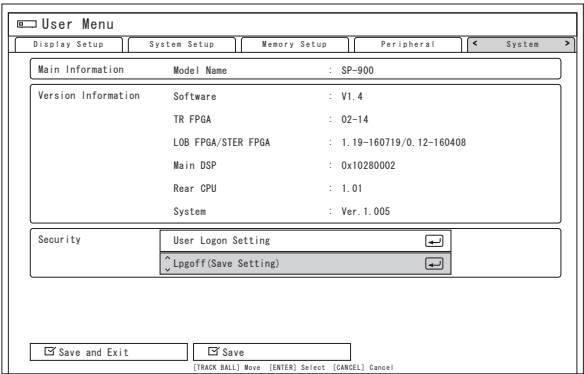 User Menu
Display Setup System Setup Memory Setup Peripheral < System >
Main Information Model Name : SP-900
Version Information Software : V1.4
TR FPGA : 02-14
LOB FPGA/STER FPGA : 1.19-160719/0.12-160408
Main DSP : 0x10280002
Rear CPU : 1.01
System : Ver.1.005
Security User Logon Setting
Lpgoff(Save Setting)
Save and Exit Save
[TRACK BALL] Move [ENTER] Select [CANCEL] Cancel